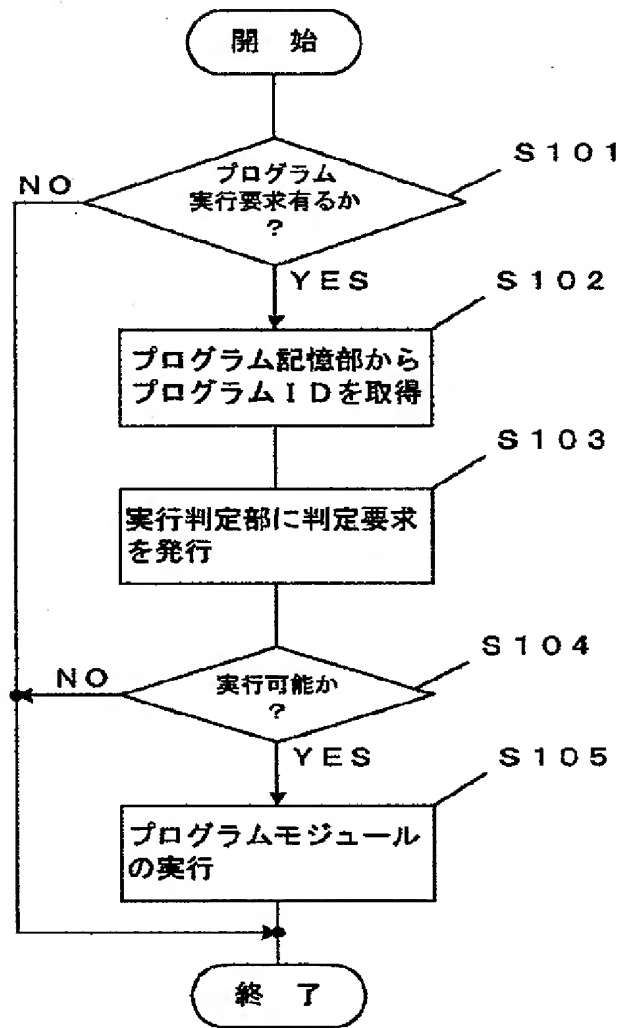 開 始
プログラム
実行要求有るか
?
S101
NO
YES
S102
プログラム記憶部から
プログラムIDを取得
S103
実行判定部に判定要求
を発行
S104
実行可能か
?
NO
YES
S105
プログラムモジュール
の実行
終 了